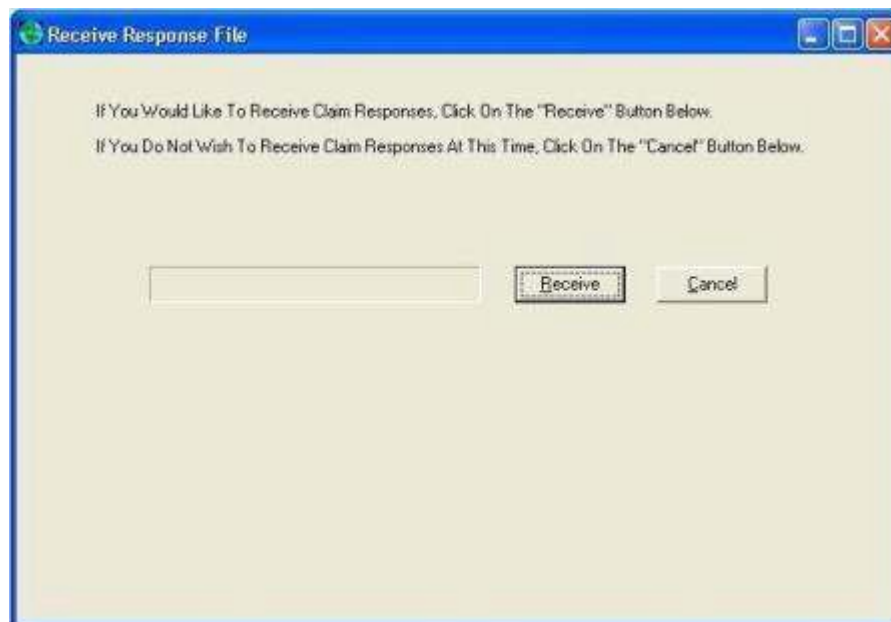 Receive Response File
If You Would Like To Receive Claim Responses, Click On The "Receive" Button Below.
If You Do Not Wish To Receive Claim Responses At This Time, Click On The "Cancel" Button Below.
Receive Cancel